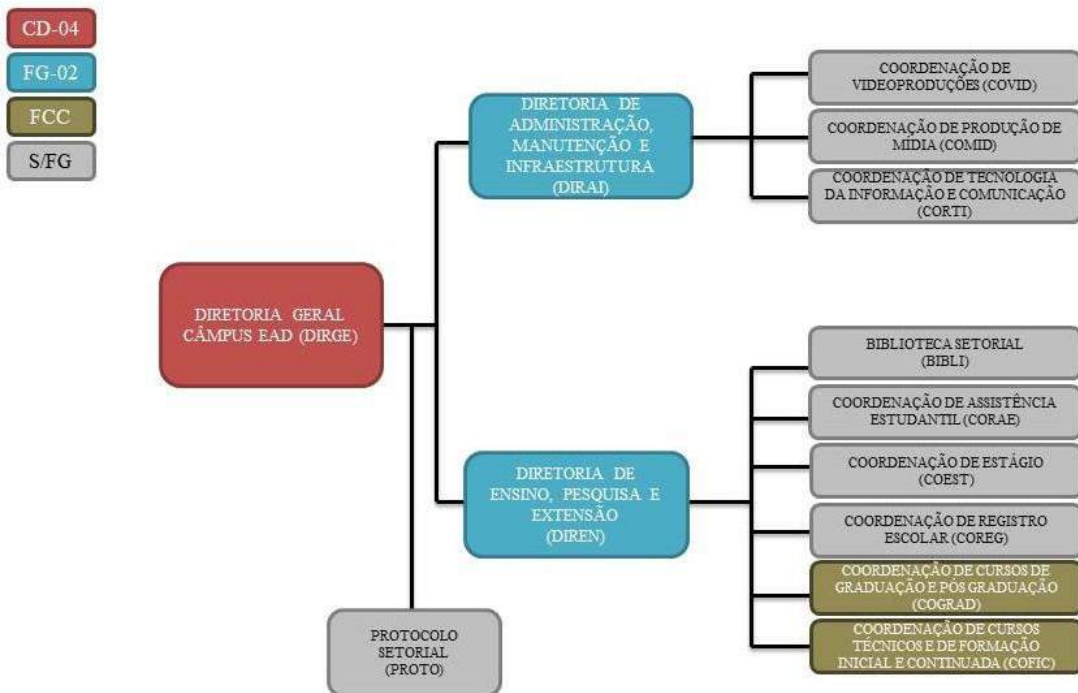 CD-04
FG-02
FCC
S/FG
DIRETORIA GERAL
CÂMPUS EAD (DIRGE)
PROTOCOLO
SETORIAL
(PROTO)
DIRETORIA DE
ADMINISTRAÇÃO,
MANUTENÇÃO E
INFRAESTRUTURA
(DIRAI)
COORDENAÇÃO DE
VIDEOPRODUÇÕES (COVID)
COORDENAÇÃO DE PRODUÇÃO DE
MÍDIA (COMID)
COORDENAÇÃO DE TECNOLOGIA
DA INFORMAÇÃO E COMUNICAÇÃO
(CORTI)
DIRETORIA DE
ENSINO, PESQUISA E
EXTENSÃO
(DIREN)
BIBLIOTECA SETORIAL
(BIBLI)
COORDENAÇÃO DE ASSISTÊNCIA
ESTUDANTIL (CORAE)
COORDENAÇÃO DE ESTÁGIO
(COEST)
COORDENAÇÃO DE REGISTRO
ESCOLAR (COREG)
COORDENAÇÃO DE CURSOS DE
GRADUAÇÃO E PÓS GRADUAÇÃO
(COGRAD)
COORDENAÇÃO DE CURSOS
TÉCNICOS E DE FORMAÇÃO
INICIAL E CONTINUADA (COFIC)